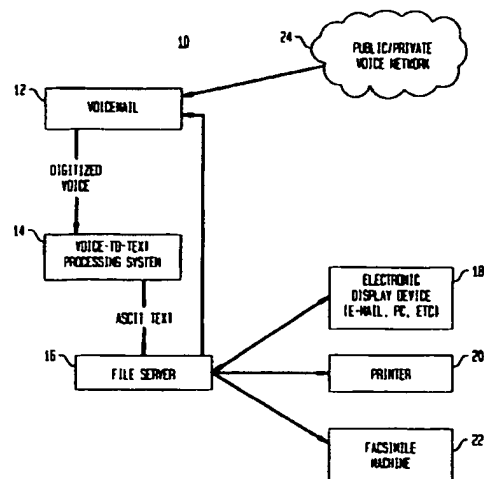 10
24
PUBLIC/PRIVATE
VOICE NETWORK
12
VOICEMAIL
DIGITIZED
VOICE
14
VOICE-TO-TEXT
PROCESSING SYSTEM
ASCII TEXT
16
FILE SERVER
ELECTRONIC
DISPLAY DEVICE
(E-MAIL, PC, ETC)
18
PRINTER
20
FACSIMILE
MACHINE
22